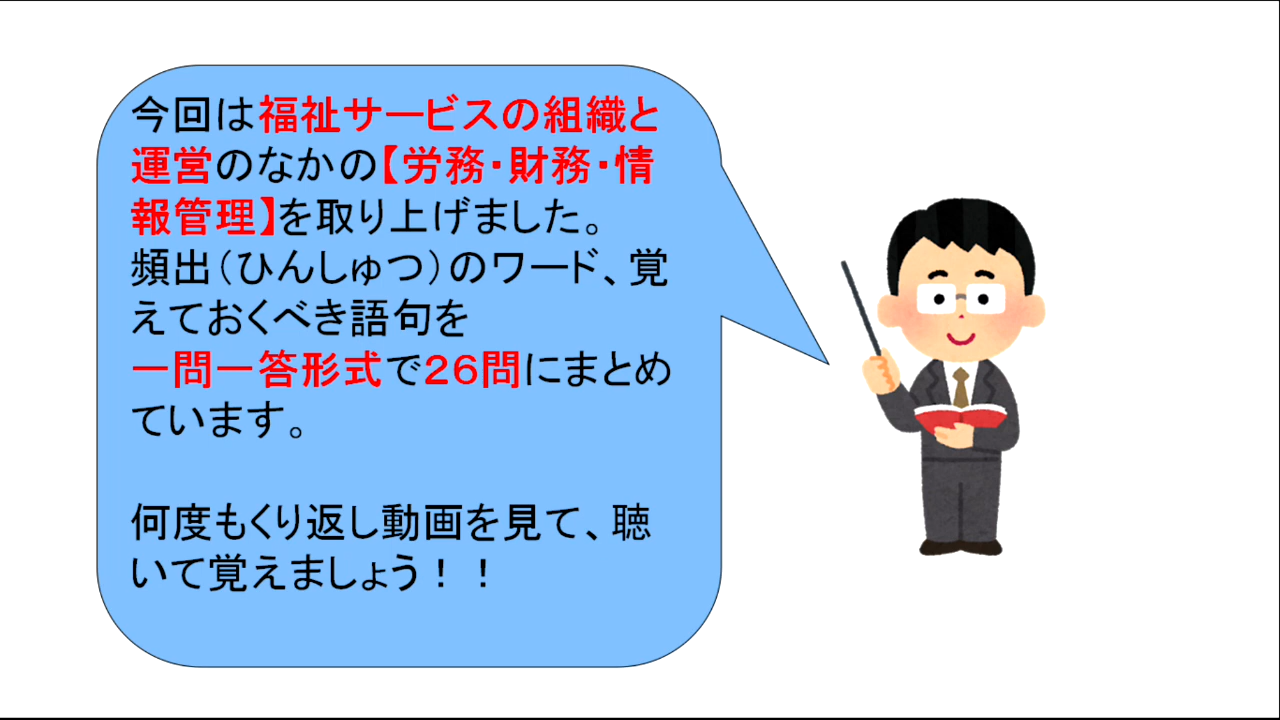 今回は福祉サービスの組織と
運営のなかの【労務・財務・情
報管理】を取り上げました。
頻出（ひんしゅつ）のワード、覚
えておくべき語句を
一問一答形式で26問にまとめ
ています。
何度もくり返し動画を見て、聴
いて覚えましょう！！